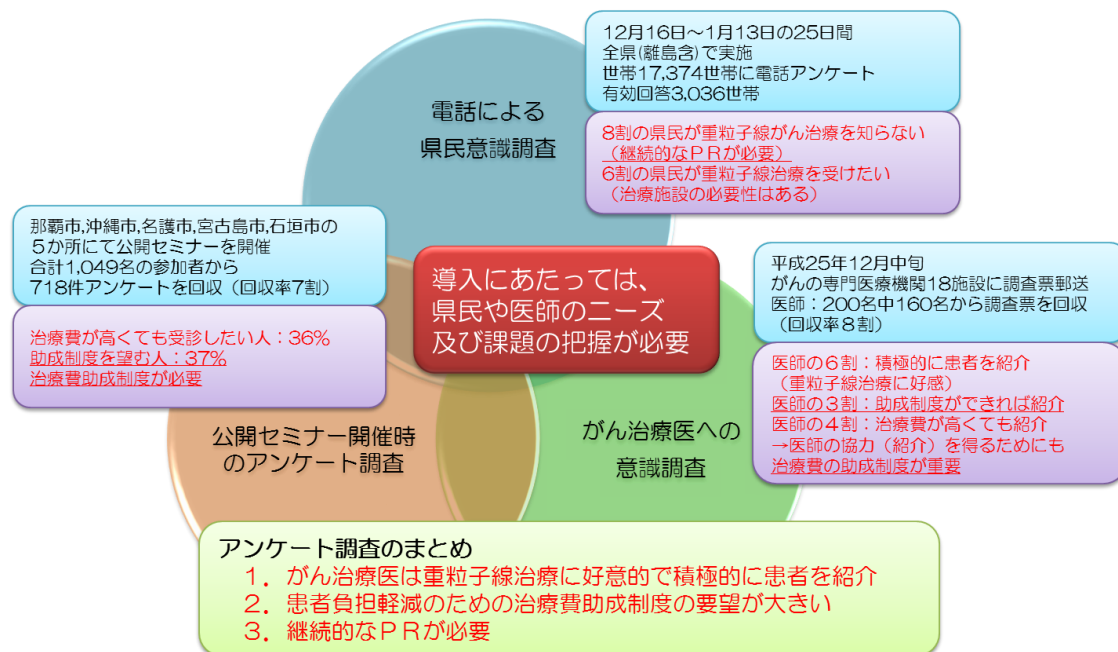 電話による
県民意識調査
12月16日～1月13日の25日間
全県(離島含)で実施
世帯17,374世帯に電話アンケート
有効回答3,036世帯
8割の県民が重粒子線がん治療を知らない
（継続的なＰＲが必要）
6割の県民が重粒子線治療を受けたい
（治療施設の必要性はある）
那覇市,沖縄市,名護市,宮古島市,石垣市の
５か所にて公開セミナーを開催
合計1,049名の参加者から
718件アンケートを回収（回収率7割）
治療費が高くても受診したい人：36%
助成制度を望む人：37%
治療費助成制度が必要
公開セミナー開催時
のアンケート調査
導入にあたっては、
県民や医師のニーズ
及び課題の把握が必要
平成25年12月中旬
がんの専門医療機関18施設に調査票郵送
医師：200名中160名から調査票を回収
（回収率８割）
医師の６割：積極的に患者を紹介
（重粒子線治療に好感）
医師の３割：助成制度ができれば紹介
医師の４割：治療費が高くても紹介
→医師の協力（紹介）を得るためにも
治療費の助成制度が重要
がん治療医への
意識調査
アンケート調査のまとめ
１．がん治療医は重粒子線治療に好意的で積極的に患者を紹介
２．患者負担軽減のための治療費助成制度の要望が大きい
３．継続的なＰＲが必要